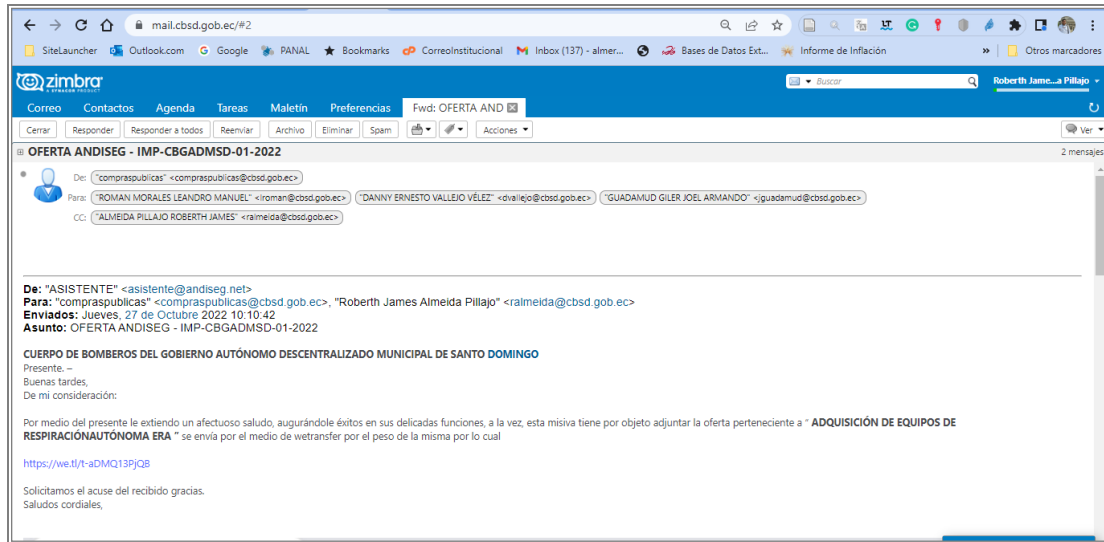 mail.cbsd.gob.ec/#2
SiteLauncher Outlook.com Google PANAL Bookmarks CorreoInstitucional Inbox (137) - almer... Bases de Datos Ext... Informe de Inflación » Otros marcadores
zimbra Buscar Roberth Jame...a Pillajo
A SYNACOR PRODUCT
Correo Contactos Agenda Tareas Maletín Preferencias Fwd: OFERTA AND
Cerrar Responder Responder a todos Reenviar Archivo Eliminar Spam Acciones Ver
OFERTA ANDISEG - IMP-CBGADMSD-01-2022 2 mensajes
De: "compraspublicas" <compraspublicas@cbsd.gob.ec>
Para: "ROMAN MORALES LEANDRO MANUEL" <lroman@cbsd.gob.ec> "DANNY ERNESTO VALLEJO VÉLEZ" <dvallejo@cbsd.gob.ec> "GUADAMUD GILER JOEL ARMANDO" <jguadamud@cbsd.gob.ec>
CC: "ALMEIDA PILLAJO ROBERTH JAMES" <ralmeida@cbsd.gob.ec>
De: "ASISTENTE" <asistente@andiseg.net>
Para: "compraspublicas" <compraspublicas@cbsd.gob.ec>, "Roberth James Almeida Pillajo" <ralmeida@cbsd.gob.ec>
Enviados: Jueves, 27 de Octubre 2022 10:10:42
Asunto: OFERTA ANDISEG - IMP-CBGADMSD-01-2022
CUERPO DE BOMBEROS DEL GOBIERNO AUTÓNOMO DESCENTRALIZADO MUNICIPAL DE SANTO DOMINGO
Presente. –
Buenas tardes,
De mi consideración:
Por medio del presente le extiendo un afectuoso saludo, augurándole éxitos en sus delicadas funciones, a la vez, esta misiva tiene por objeto adjuntar la oferta perteneciente a “ ADQUISICIÓN DE EQUIPOS DE
RESPIRACIÓNAUTÓNOMA ERA ” se envía por el medio de wetransfer por el peso de la misma por lo cual
https://we.tl/t-aDMQ13PjQB
Solicitamos el acuse del recibido gracias.
Saludos cordiales,